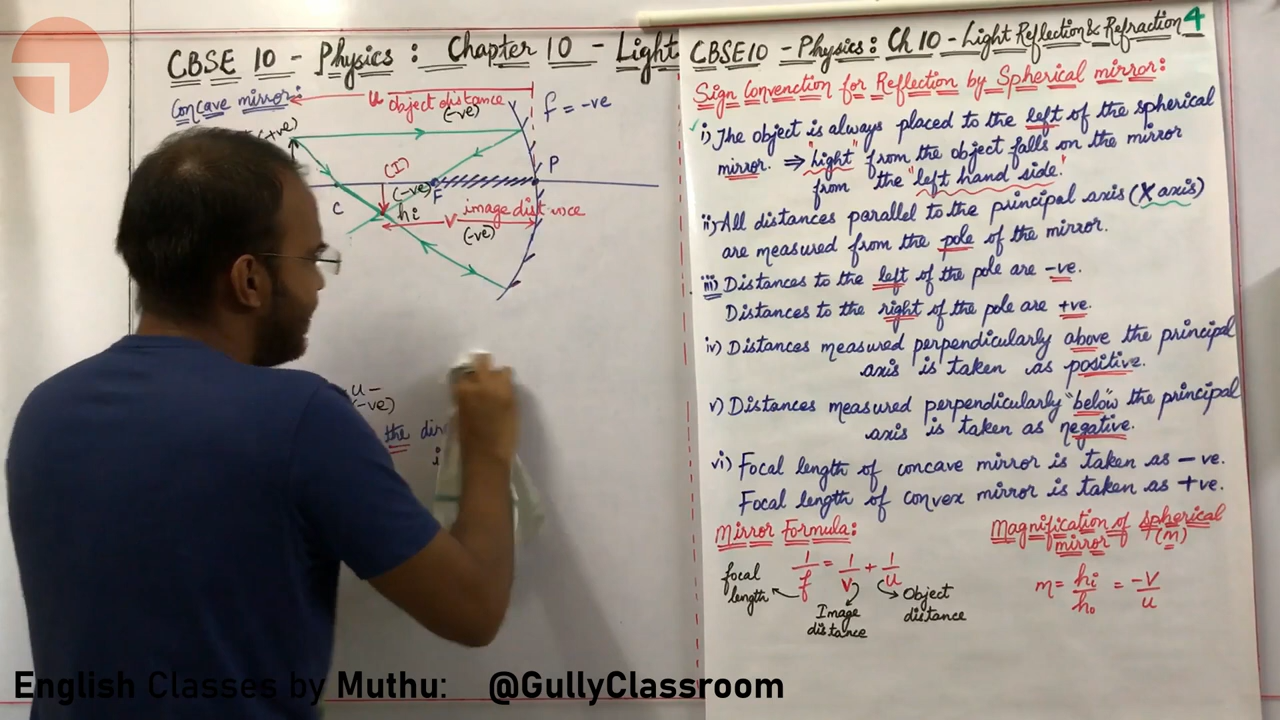 CBSE 10 - Physics : Chapter 10 - Light
Concave mirror:
u object distance
(-ve)
f = -ve
(+ve)
(I)
P
(-ve)
F
C
hi
v image distance
(-ve)
u -
(-ve)
the dir
CBSE10 - Physics: Ch 10 - Light Reflection & Refraction 4
Sign Convenction for Reflection by Spherical mirror:
i) The object is always placed to the left of the spherical
mirror. ⇒ "light" from the object falls on the mirror
from the "left hand" side."
ii) All distances parallel to the principal axis (X axis)
are measured from the pole of the mirror.
iii) Distances to the left of the pole are -ve.
Distances to the right of the pole are +ve.
iv) Distances measured perpendicularly above the principal
axis is taken as positive.
v) Distances measured perpendicularly "below" the principal
axis is taken as negative.
vi) Focal length of concave mirror is taken as - ve.
Focal length of convex mirror is taken as +ve.
Mirror Formula:
1/f = 1/v + 1/u
focal
length
Image
distance
Object
distance
Magnification of spherical
mirror (m)
m = hi/ho = -v/u
English Classes by Muthu: @GullyClassroom